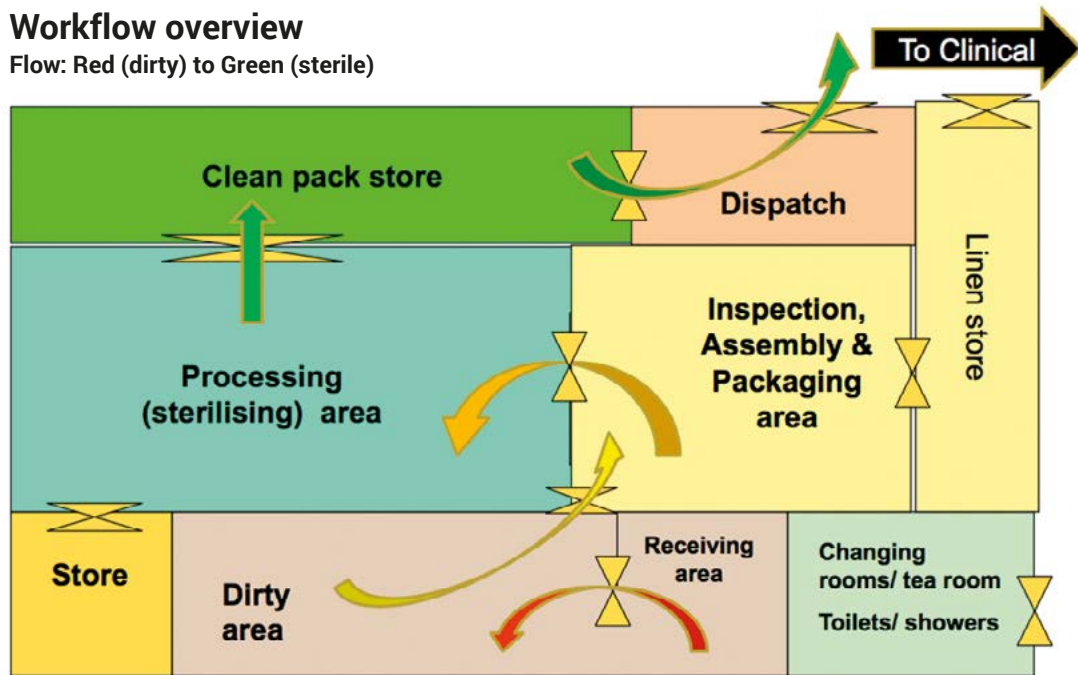 Workflow overview
Flow: Red (dirty) to Green (sterile)
To Clinical
Clean pack store
Dispatch
Linen store
Processing
(sterilising) area
Inspection,
Assembly &
Packaging
area
Store
Dirty
area
Receiving
area
Changing
rooms/ tea room
Toilets/ showers